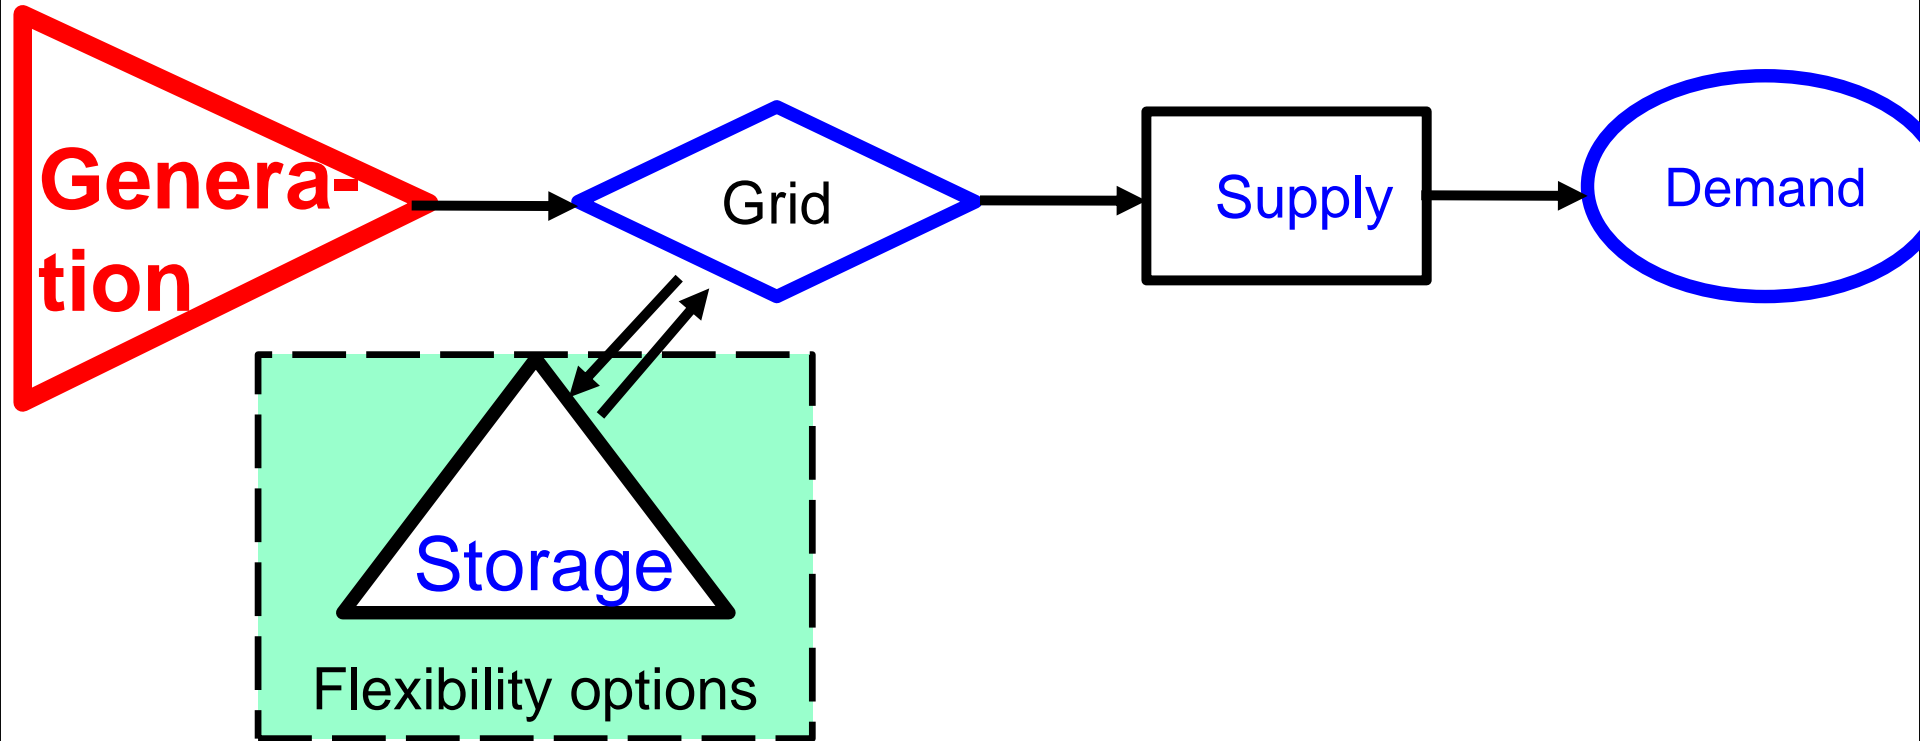 Genera-
tion
Grid
Supply
Demand
Storage
Flexibility options